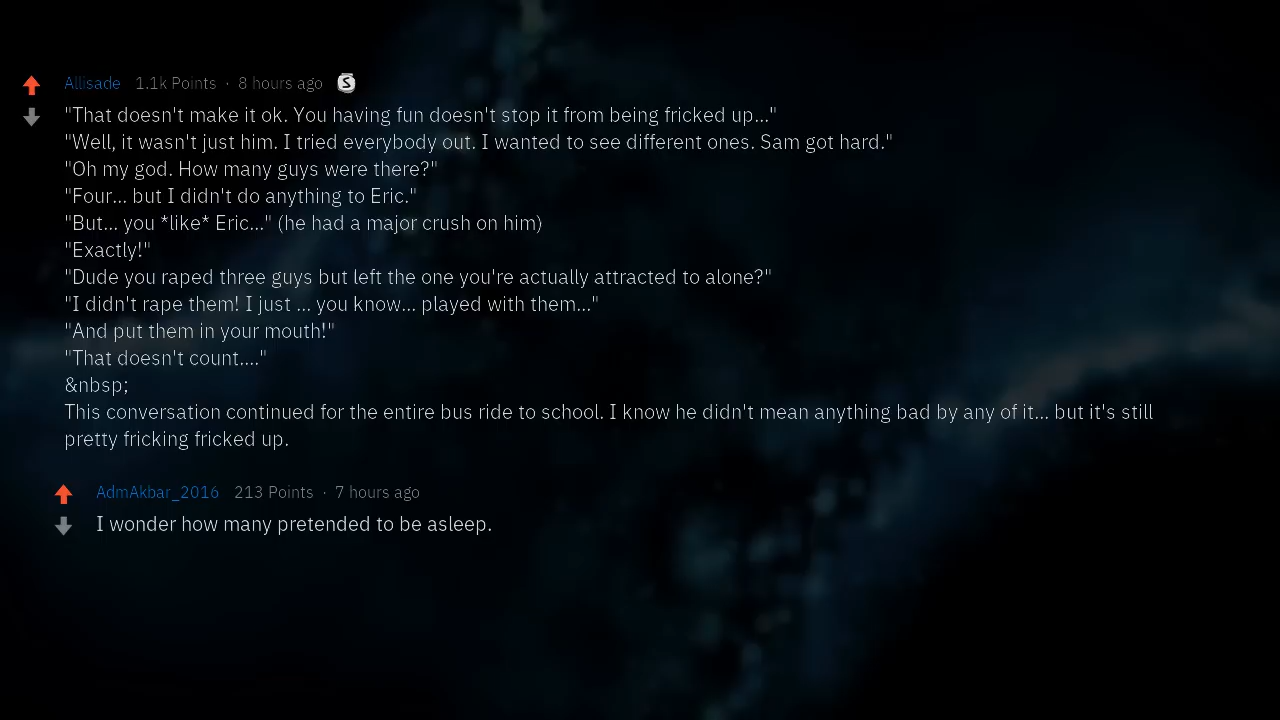 Allisade 1.1k Points · 8 hours ago S
"That doesn't make it ok. You having fun doesn't stop it from being fricked up..."
"Well, it wasn't just him. I tried everybody out. I wanted to see different ones. Sam got hard."
"Oh my god. How many guys were there?"
"Four... but I didn't do anything to Eric."
"But... you *like* Eric..." (he had a major crush on him)
"Exactly!"
"Dude you raped three guys but left the one you're actually attracted to alone?"
"I didn't rape them! I just ... you know... played with them..."
"And put them in your mouth!"
"That doesn't count...."
&nbsp;
This conversation continued for the entire bus ride to school. I know he didn't mean anything bad by any of it... but it's still
pretty fricking fricked up.
AdmAkbar_2016 213 Points · 7 hours ago
I wonder how many pretended to be asleep.